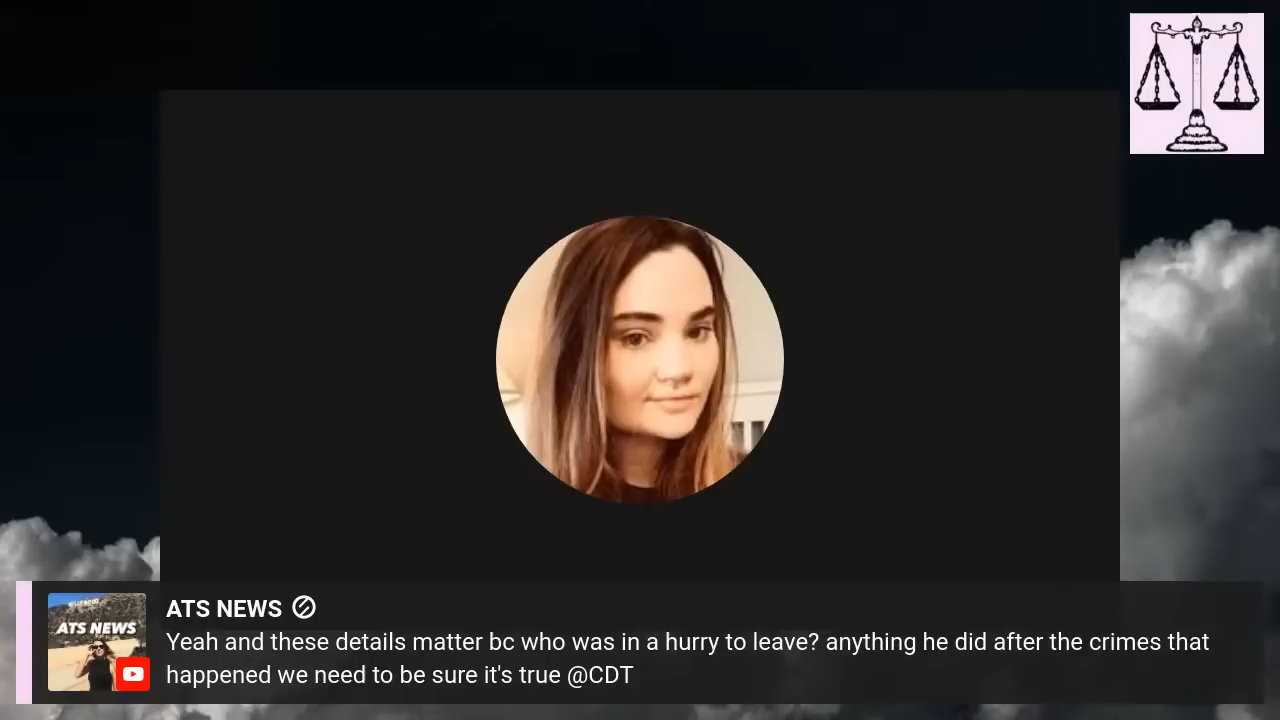 HOLLYWOOD
ATS NEWS
ATS NEWS
Yeah and these details matter bc who was in a hurry to leave? anything he did after the crimes that
happened we need to be sure it's true @CDT